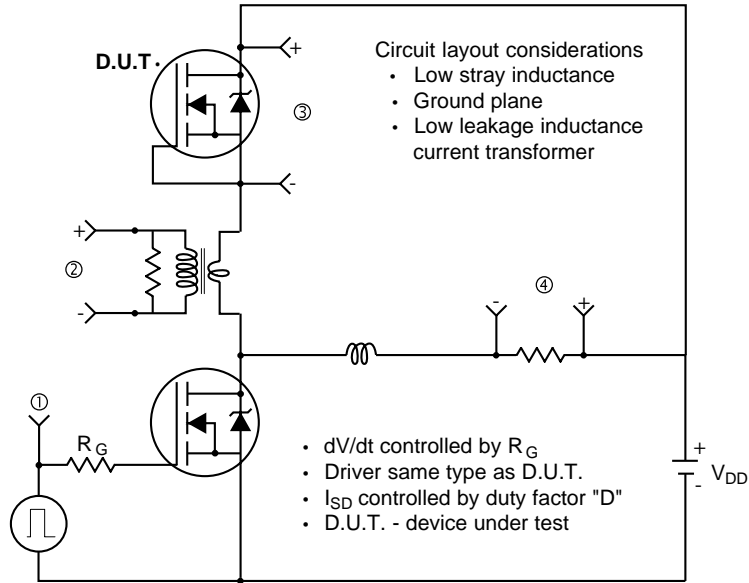 D.U.T
+
Circuit layout considerations
• Low stray inductance
• Ground plane
• Low leakage inductance
current transformer
③
-
+
②
-
④
-
+
①
R G
• dV/dt controlled by R G
• Driver same type as D.U.T.
• I SD controlled by duty factor "D"
• D.U.T. - device under test
+
-
V DD